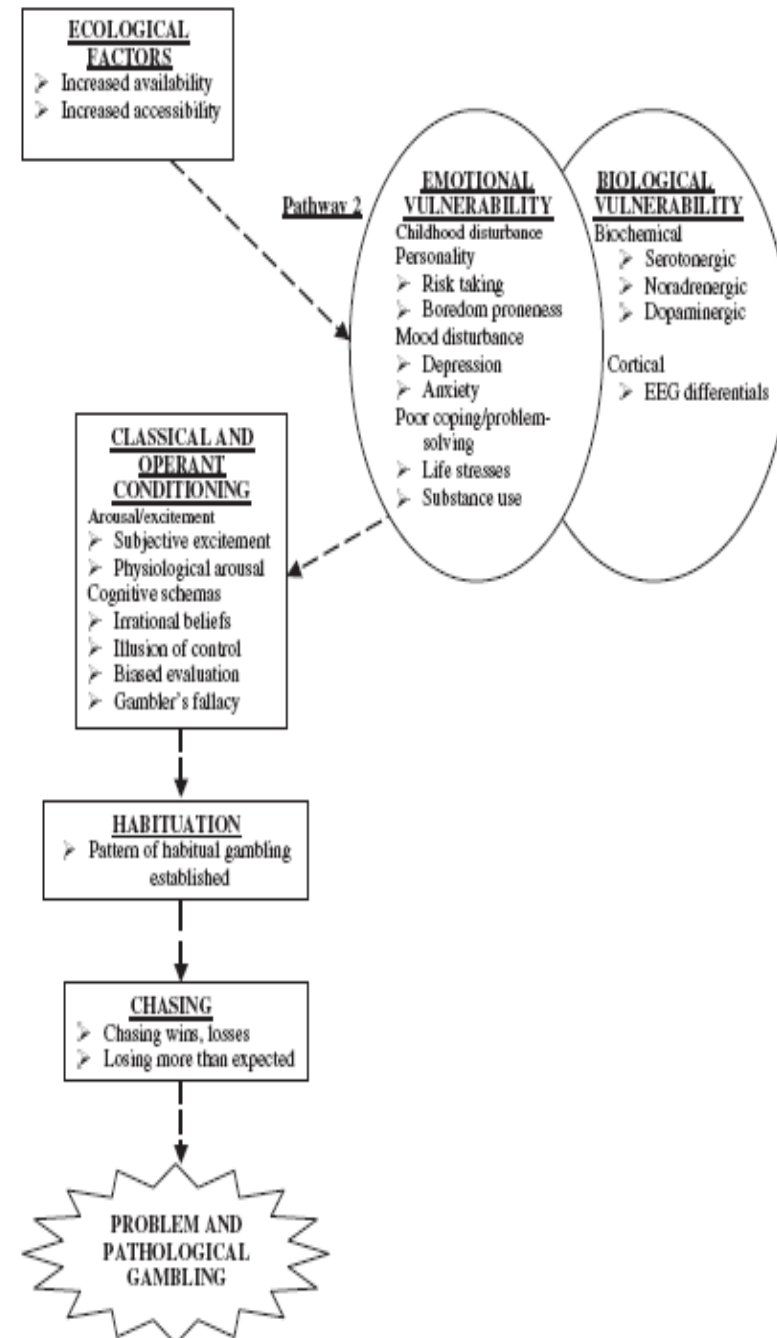 ECOLOGICAL
FACTORS
➢ Increased availability
➢ Increased accessibility
Pathway 2
EMOTIONAL
VULNERABILITY
Childhood disturbance
Personality
➢ Risk taking
➢ Boredom proneness
Mood disturbance
➢ Depression
➢ Anxiety
Poor coping/problem-
solving
➢ Life stresses
➢ Substance use
BIOLOGICAL
VULNERABILITY
Biochemical
➢ Serotonergic
➢ Noradrenergic
➢ Dopaminergic
Cortical
➢ EEG differentials
CLASSICAL AND
OPERANT
CONDITIONING
Arousal/excitement
➢ Subjective excitement
➢ Physiological arousal
Cognitive schemas
➢ Irrational beliefs
➢ Illusion of control
➢ Biased evaluation
➢ Gambler's fallacy
HABITUATION
➢ Pattern of habitual gambling
established
CHASING
➢ Chasing wins, losses
➢ Losing more than expected
PROBLEM AND
PATHOLOGICAL
GAMBLING